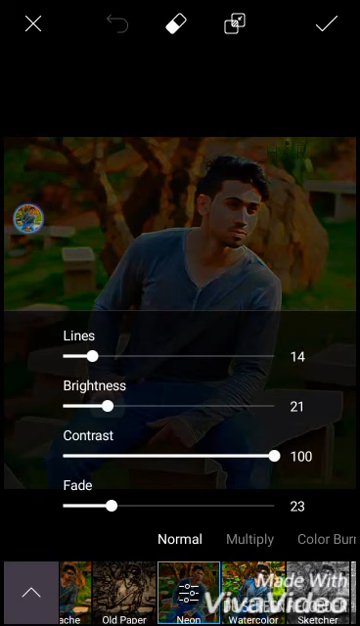 Lines
14
Brightness
21
Contrast
100
Fade
23
Normal Multiply Color Burn
ache Old Paper Neon Watercolor Sketcher
Made With
VivaVideo